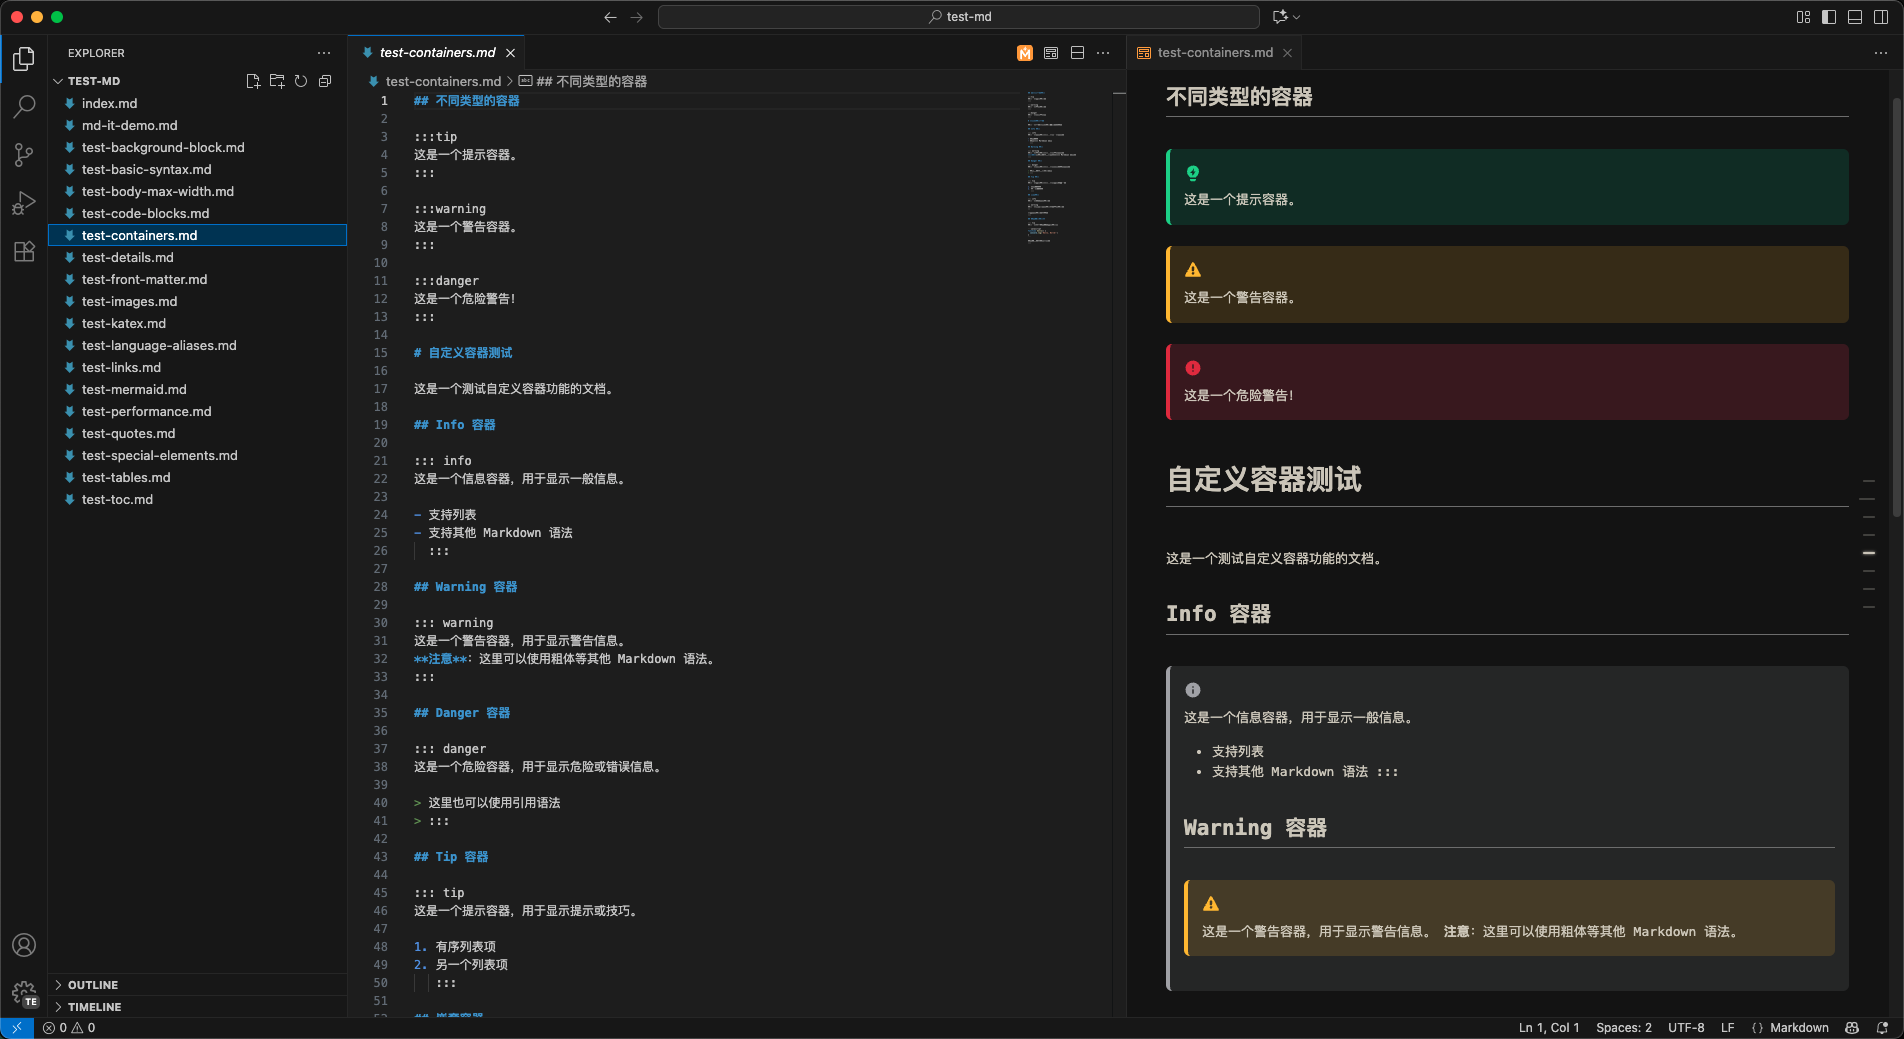 test-md
EXPLORER
TEST-MD
index.md
md-it-demo.md
test-background-block.md
test-basic-syntax.md
test-body-max-width.md
test-code-blocks.md
test-containers.md
test-details.md
test-front-matter.md
test-images.md
test-katex.md
test-language-aliases.md
test-links.md
test-mermaid.md
test-performance.md
test-quotes.md
test-special-elements.md
test-tables.md
test-toc.md
OUTLINE
TIMELINE
test-containers.md
test-containers.md > ## 不同类型的容器
1 ## 不同类型的容器
2
3 :::tip
4 这是一个提示容器。
5 :::
6
7 :::warning
8 这是一个警告容器。
9 :::
10
11 :::danger
12 这是一个危险警告！
13 :::
14
15 # 自定义容器测试
16
17 这是一个测试自定义容器功能的文档。
18
19 ## Info 容器
20
21 ::: info
22 这是一个信息容器，用于显示一般信息。
23
24 - 支持列表
25 - 支持其他 Markdown 语法
26 :::
27
28 ## Warning 容器
29
30 ::: warning
31 这是一个警告容器，用于显示警告信息。
32 **注意**：这里可以使用粗体等其他 Markdown 语法。
33 :::
34
35 ## Danger 容器
36
37 ::: danger
38 这是一个危险容器，用于显示危险或错误信息。
39
40 > 这里也可以使用引用语法
41 > :::
42
43 ## Tip 容器
44
45 ::: tip
46 这是一个提示容器，用于显示提示或技巧。
47
48 1. 有序列表项
49 2. 另一个列表项
50 :::
51
test-containers.md
不同类型的容器
这是一个提示容器。
这是一个警告容器。
这是一个危险警告！
自定义容器测试
这是一个测试自定义容器功能的文档。
Info 容器
这是一个信息容器，用于显示一般信息。
• 支持列表
• 支持其他 Markdown 语法 :::
Warning 容器
这是一个警告容器，用于显示警告信息。 注意：这里可以使用粗体等其他 Markdown 语法。
TE
0 0
Ln 1, Col 1
Spaces: 2
UTF-8
LF
{} Markdown